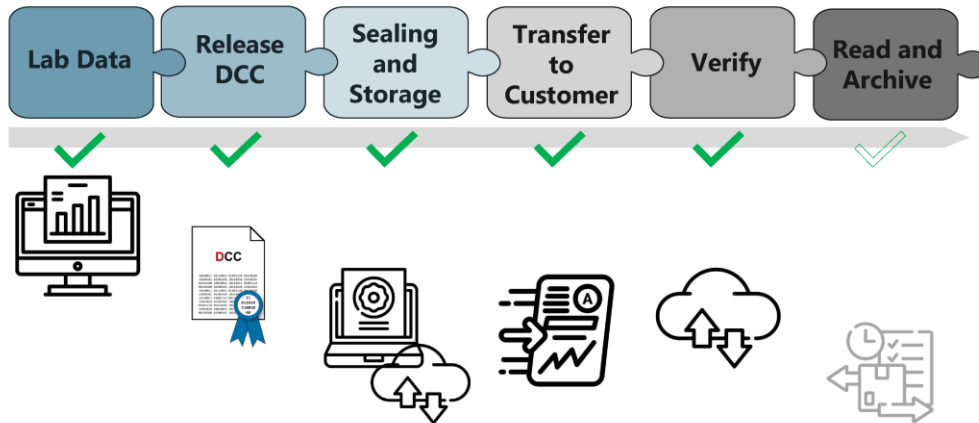 Lab Data
Release
DCC
Sealing
and
Storage
Transfer
to
Customer
Verify
Read and
Archive
DCC
A